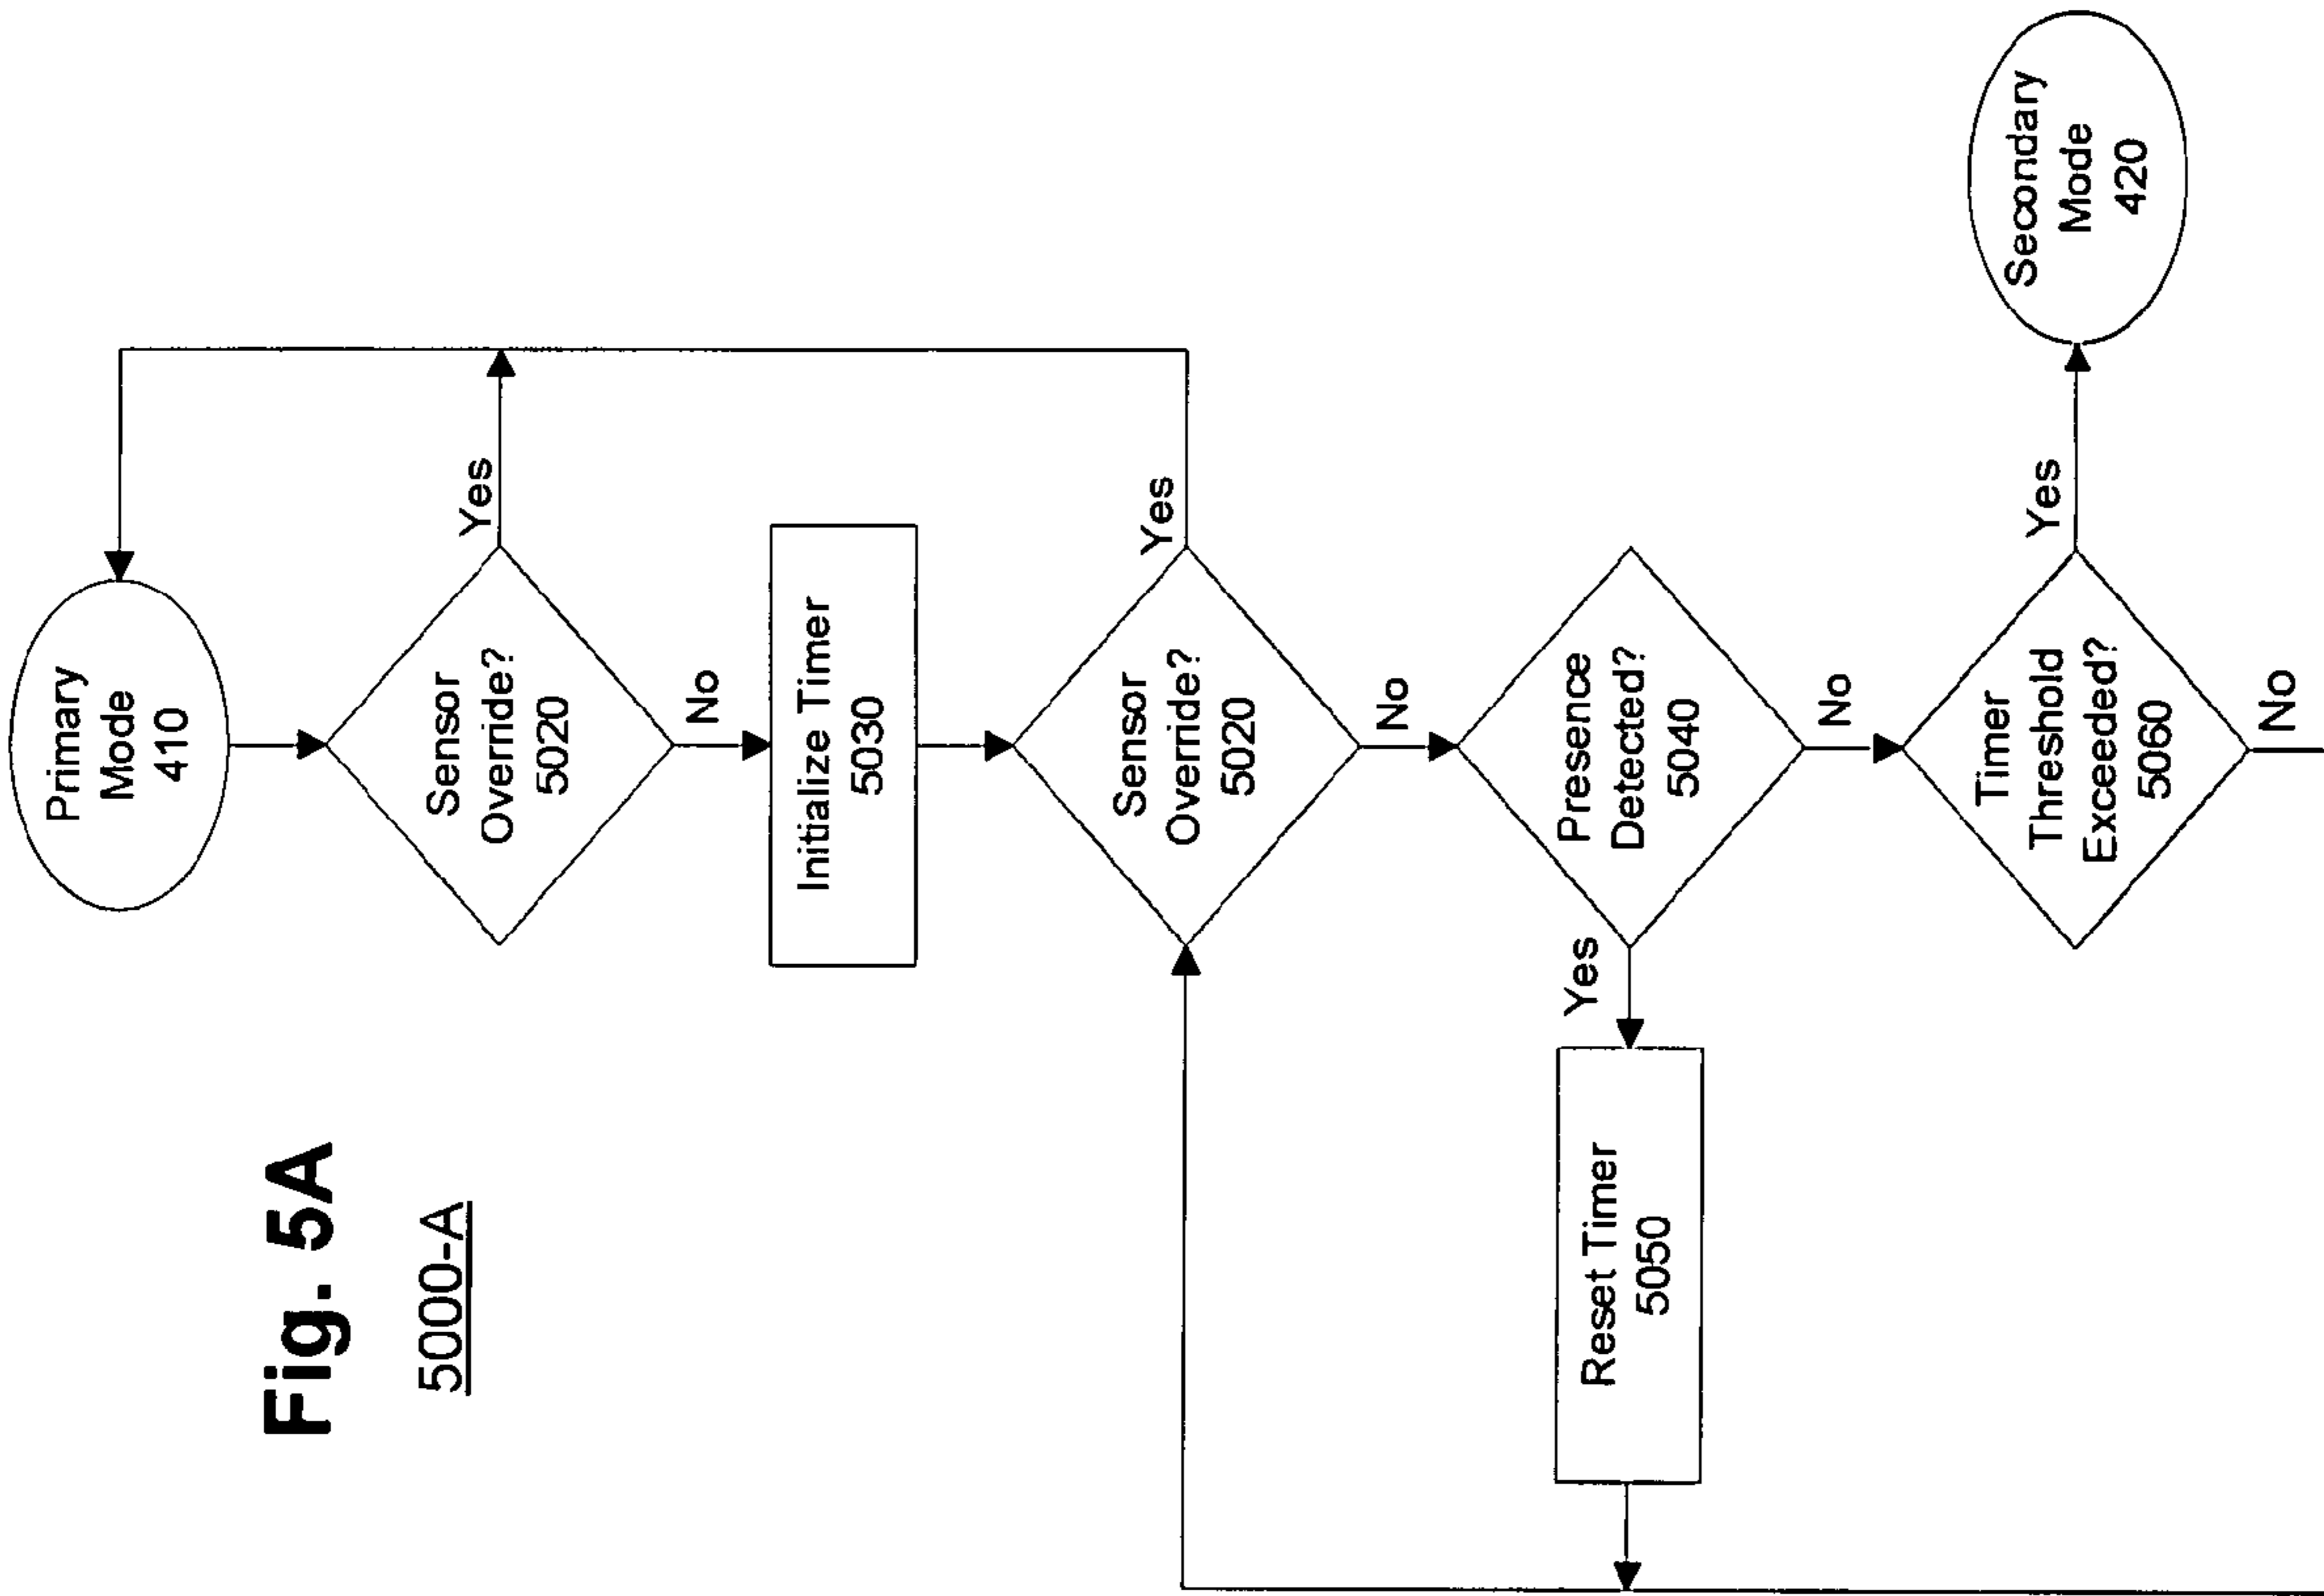 Fig. 5A
5000-A
Primary
Mode
410
Sensor
Override?
5020
Yes
No
Initialize Timer
5030
Sensor
Override?
5020
Yes
No
Presence
Detected?
5040
Yes
No
Reset Timer
5050
Timer
Threshold
Exceeded?
5060
Yes
No
Secondary
Mode
420